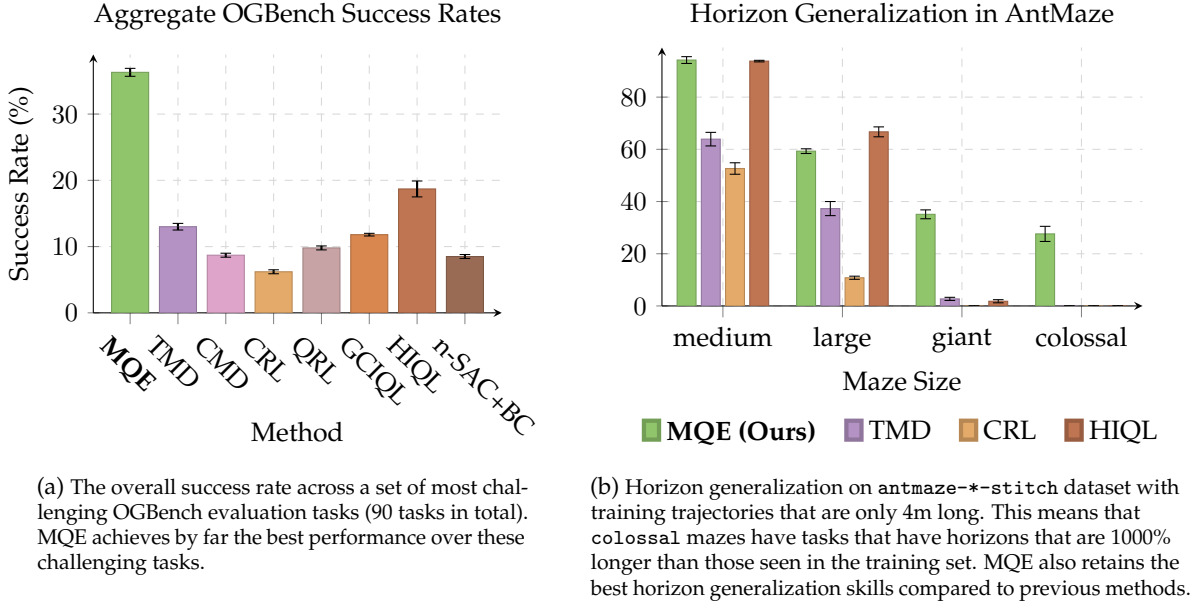 Aggregate OGBench Success Rates
Success Rate (%)
30
20
10
0
MQE
TMD
CMD
CRL
QRL
GCIQL
HIQL
n-SAC+BC
Method
(a) The overall success rate across a set of most chal-
lenging OGBench evaluation tasks (90 tasks in total).
MQE achieves by far the best performance over these
challenging tasks.
Horizon Generalization in AntMaze
80
60
40
20
0
medium
large
giant
colossal
Maze Size
MQE (Ours)
TMD
CRL
HIQL
(b) Horizon generalization on antmaze-*-stitch dataset with
training trajectories that are only 4m long. This means that
colossal mazes have tasks that have horizons that are 1000%
longer than those seen in the training set. MQE also retains the
best horizon generalization skills compared to previous methods.